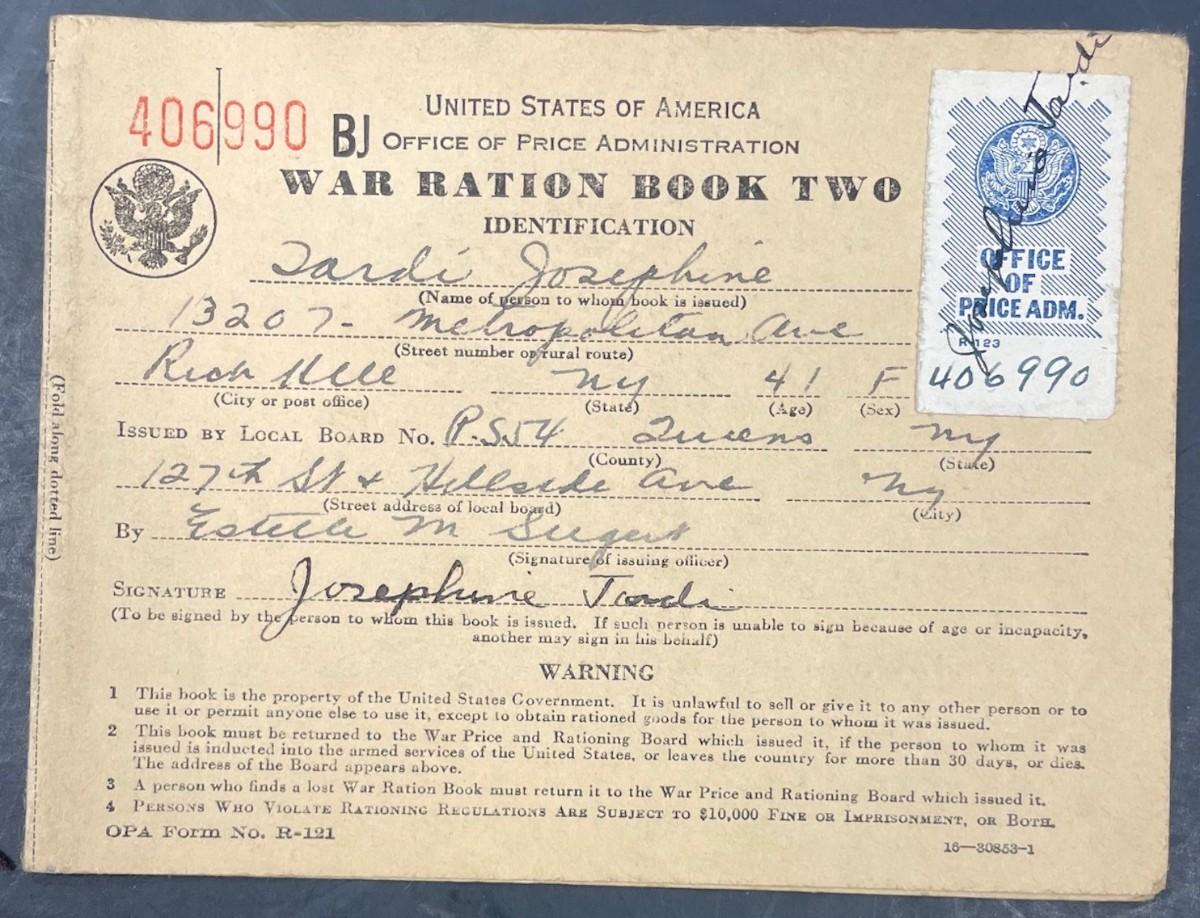 406990 BJ
UNITED STATES OF AMERICA
OFFICE OF PRICE ADMINISTRATION
WAR RATION BOOK TWO
IDENTIFICATION
Tardi Josephine
(Name of person to whom book is issued)
13207- Metropolitan Ave
(Street number or rural route)
Rich Hill NY 41 F
(City or post office) (State) (Age) (Sex)
ISSUED BY LOCAL BOARD NO. P.S54 Queens NY
(County) (State)
127th St & Hillside Ave NY
(Street address of local board) (City)
By Estelle M
(Signature of issuing officer)
SIGNATURE Josephine Tardi
(To be signed by the person to whom this book is issued. If such person is unable to sign because of age or incapacity,
another may sign in his behalf)
WARNING
1 This book is the property of the United States Government. It is unlawful to sell or give it to any other person or to
use it or permit anyone else to use it, except to obtain rationed goods for the person to whom it was issued.
2 This book must be returned to the War Price and Rationing Board which issued it, if the person to whom it was
issued is inducted into the armed services of the United States, or leaves the country for more than 30 days, or dies.
The address of the Board appears above.
3 A person who finds a lost War Ration Book must return it to the War Price and Rationing Board which issued it.
4 PERSONS WHO VIOLATE RATIONING REGULATIONS ARE SUBJECT TO $10,000 FINE OR IMPRISONMENT, OR BOTH.
OPA Form No. R-121
16—30853-1
(Fold along dotted line)
Josephine Tardi
OFFICE
OF
PRICE ADM.
R-123
406990